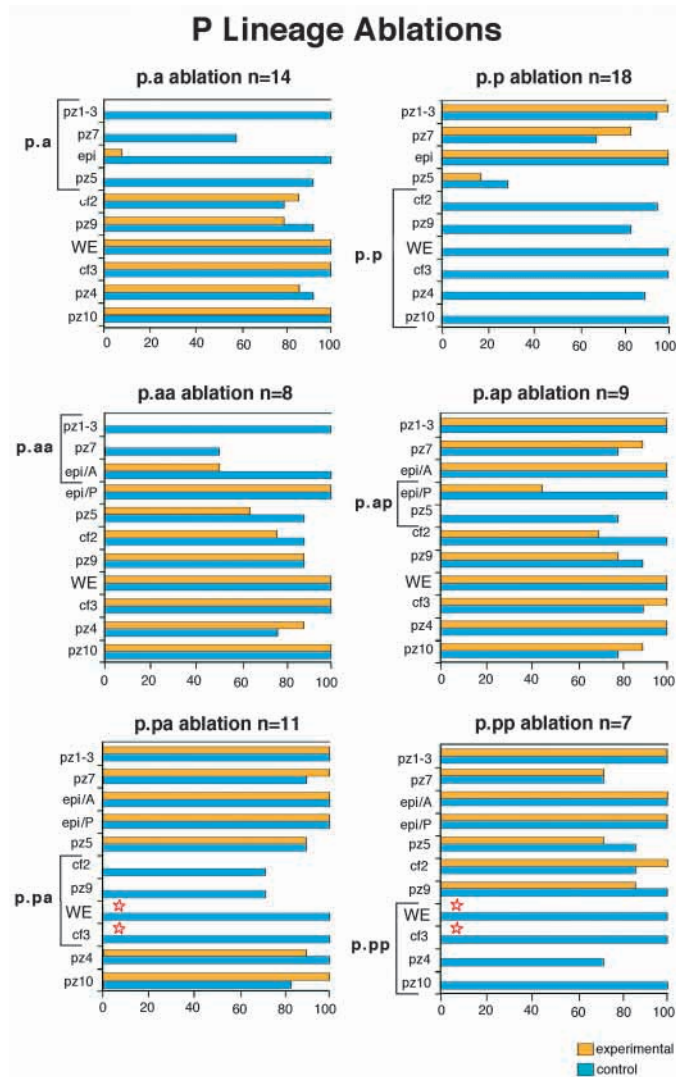 P Lineage Ablations
p.a ablation n=14
p.a
pz1-3
pz7
epi
pz5
cf2
pz9
WE
cf3
pz4
pz10
0 20 40 60 80 100
p.p ablation n=18
p.p
pz1-3
pz7
epi
pz5
cf2
pz9
WE
cf3
pz4
pz10
0 20 40 60 80 100
p.aa ablation n=8
p.aa
pz1-3
pz7
epi/A
epi/P
pz5
cf2
pz9
WE
cf3
pz4
pz10
0 20 40 60 80 100
p.ap ablation n=9
p.ap
pz1-3
pz7
epi/A
epi/P
pz5
cf2
pz9
WE
cf3
pz4
pz10
0 20 40 60 80 100
p.pa ablation n=11
p.pa
pz1-3
pz7
epi/A
epi/P
pz5
cf2
pz9
WE
cf3
pz4
pz10
0 20 40 60 80 100
p.pp ablation n=7
p.pp
pz1-3
pz7
epi/A
epi/P
pz5
cf2
pz9
WE
cf3
pz4
pz10
0 20 40 60 80 100
experimental
control